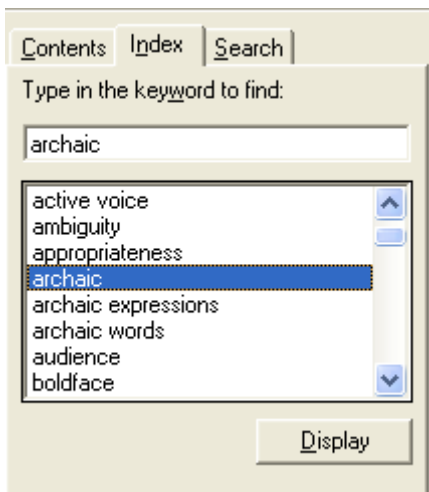 Contents Index Search
Type in the keyword to find:
archaic
active voice
ambiguity
appropriateness
archaic
archaic expressions
archaic words
audience
boldface
Display